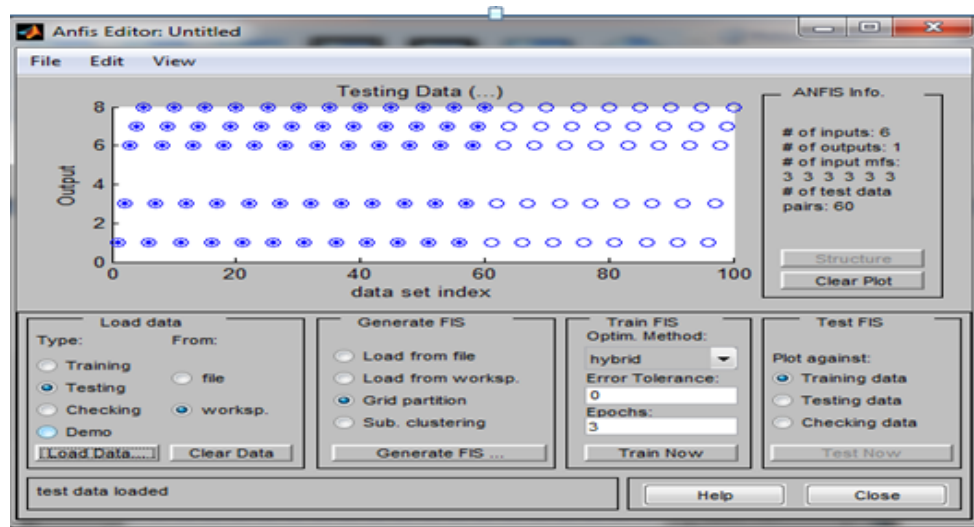 Anfis Editor: Untitled
File Edit View
Testing Data (...)
8
6
4
2
0
Output
0 20 40 60 80 100
data set index
ANFIS Info.
# of inputs: 6
# of outputs: 1
# of input mfs:
3 3 3 3 3 3
# of test data
pairs: 60
Structure
Clear Plot
Load data
Type: From:
Training
Testing
Checking
Demo
file
worksp.
Load Data... Clear Data
Generate FIS
Load from file
Load from worksp.
Grid partition
Sub. clustering
Generate FIS ...
Train FIS
Optim. Method:
hybrid
Error Tolerance:
0
Epochs:
3
Train Now
Test FIS
Plot against:
Training data
Testing data
Checking data
Test Now
test data loaded
Help Close